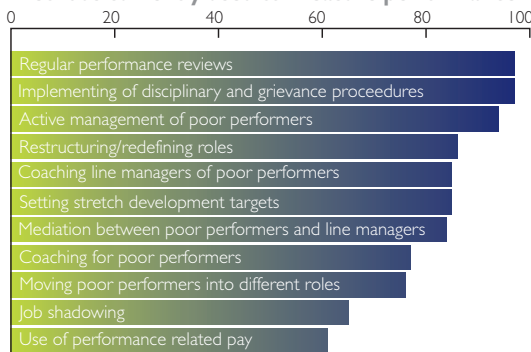 0 20 40 60 80 100
Regular performance reviews
Implementing of disciplinary and grievance proceedures
Active management of poor performers
Restructuring/redefining roles
Coaching line managers of poor performers
Setting stretch development targets
Mediation between poor performers and line managers
Coaching for poor performers
Moving poor performers into different roles
Job shadowing
Use of performance related pay